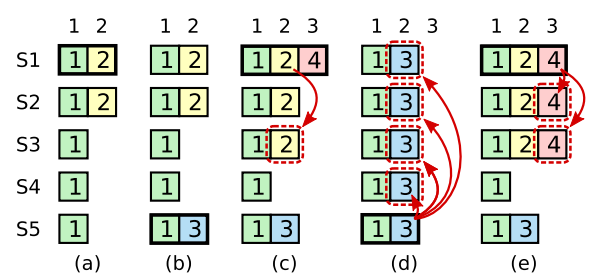 1 2 1 2 3 1 2 3 1 2 3
S1 1 2 1 2 1 2 4 1 3 1 2 4
S2 1 2 1 2 1 2 1 3 1 2 4
S3 1 1 1 2 1 3 1 2 4
S4 1 1 1 1 3 1
S5 1 1 3 1 3 1 3 1 3
(a) (b) (c) (d) (e)